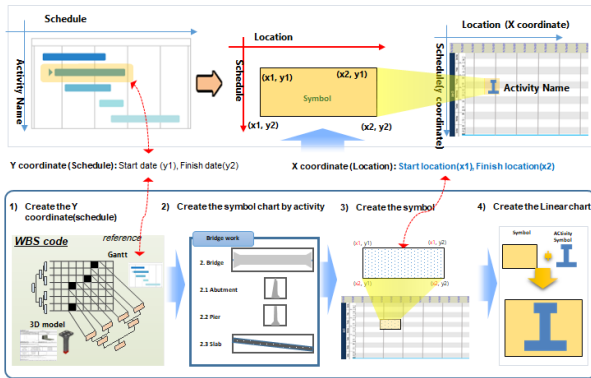 Schedule
Activity Name
Location
Schedule
(x1, y1)
(x2, y1)
Symbol
(x1, y2)
(x2, y2)
Location (X coordinate)
Schedule(y coordinate)
Activity Name
Y coordinate (Schedule): Start date (y1), Finish date(y2)
X coordinate (Location): Start location(x1), Finish location(x2)
1) Create the Y
coordinate(schedule)
WBS code
reference
Gantt
3D model
2) Create the symbol chart by activity
Bridge work
2. Bridge
2.1 Abutment
2.2 Pier
2.3 Slab
3) Create the symbol
(x1, y1)
(x1, y2)
(x2, y1)
(x2, y2)
4) Create the Linear chart
Symbol
ACtivity
Symbol